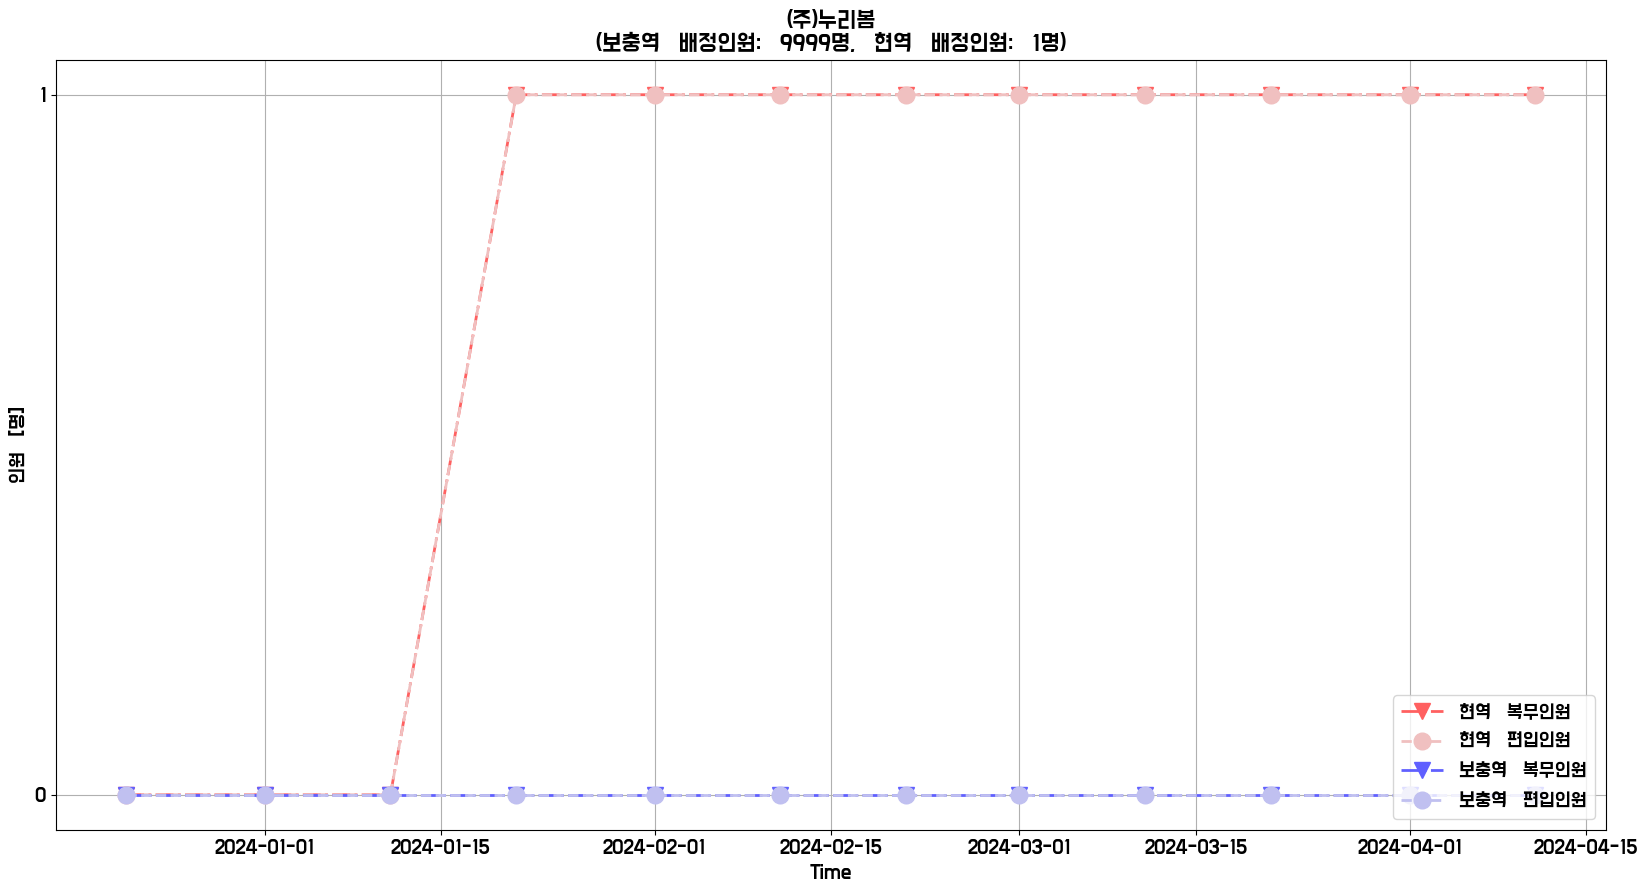 (주)누리봄
(보충역 배정인원: 9999명, 현역 배정인원: 1명)
인원 [명]
1
0
현역 복무인원
현역 편입인원
보충역 복무인원
보충역 편입인원
2024-01-01 2024-01-15 2024-02-01 2024-02-15 2024-03-01 2024-03-15 2024-04-01 2024-04-15
Time